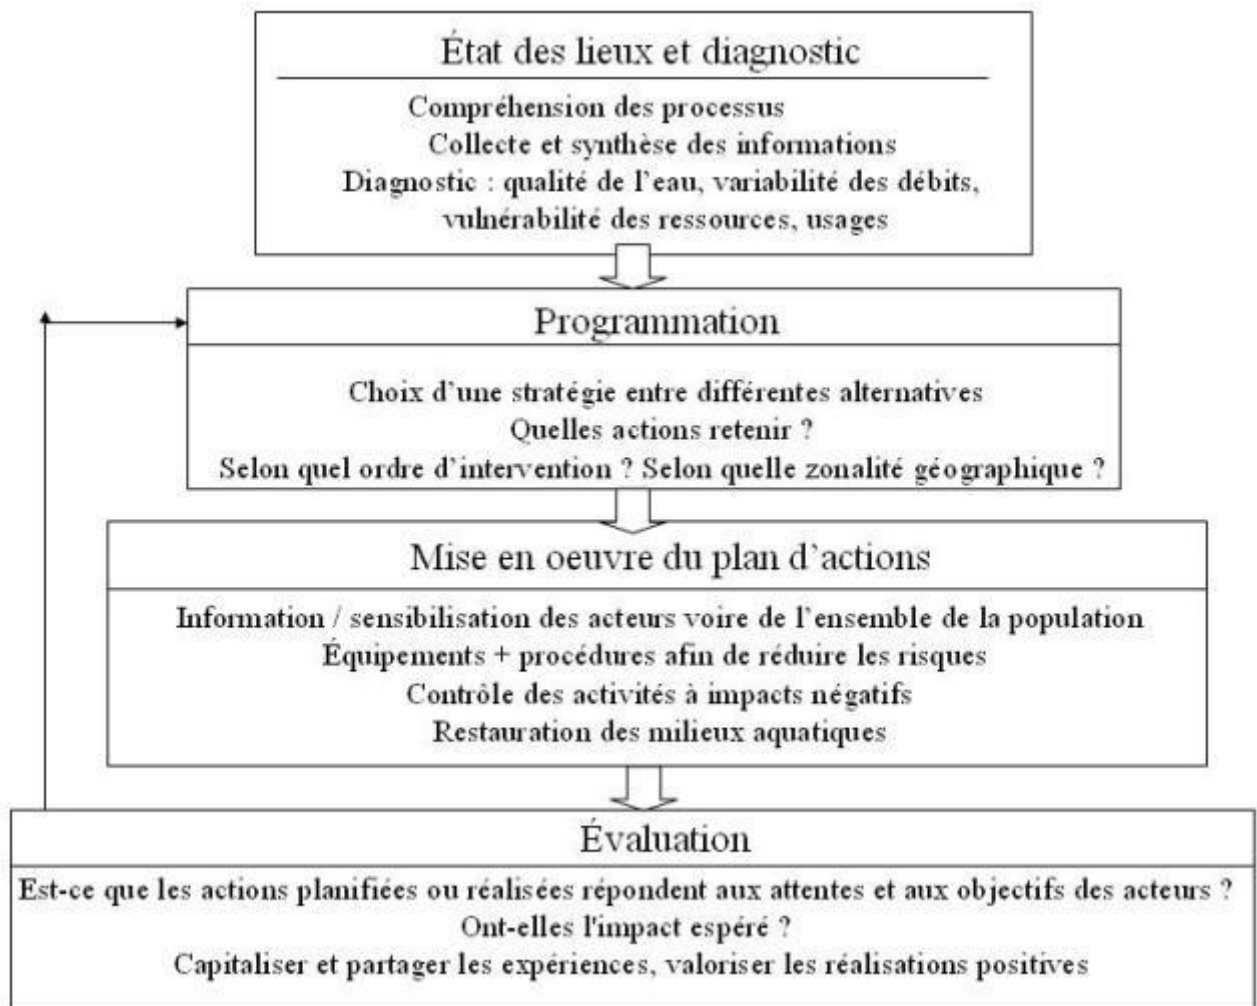 État des lieux et diagnostic
Compréhension des processus
Collecte et synthèse des informations
Diagnostic : qualité de l’eau, variabilité des débits,
vulnérabilité des ressources, usages
Programmation
Choix d’une stratégie entre différentes alternatives
Quelles actions retenir ?
Selon quel ordre d’intervention ? Selon quelle zonalité géographique ?
Mise en oeuvre du plan d’actions
Information / sensibilisation des acteurs voire de l’ensemble de la population
Équipements + procédures afin de réduire les risques
Contrôle des activités à impacts négatifs
Restauration des milieux aquatiques
Évaluation
Est-ce que les actions planifiées ou réalisées répondent aux attentes et aux objectifs des acteurs ?
Ont-elles l'impact espéré ?
Capitaliser et partager les expériences, valoriser les réalisations positives